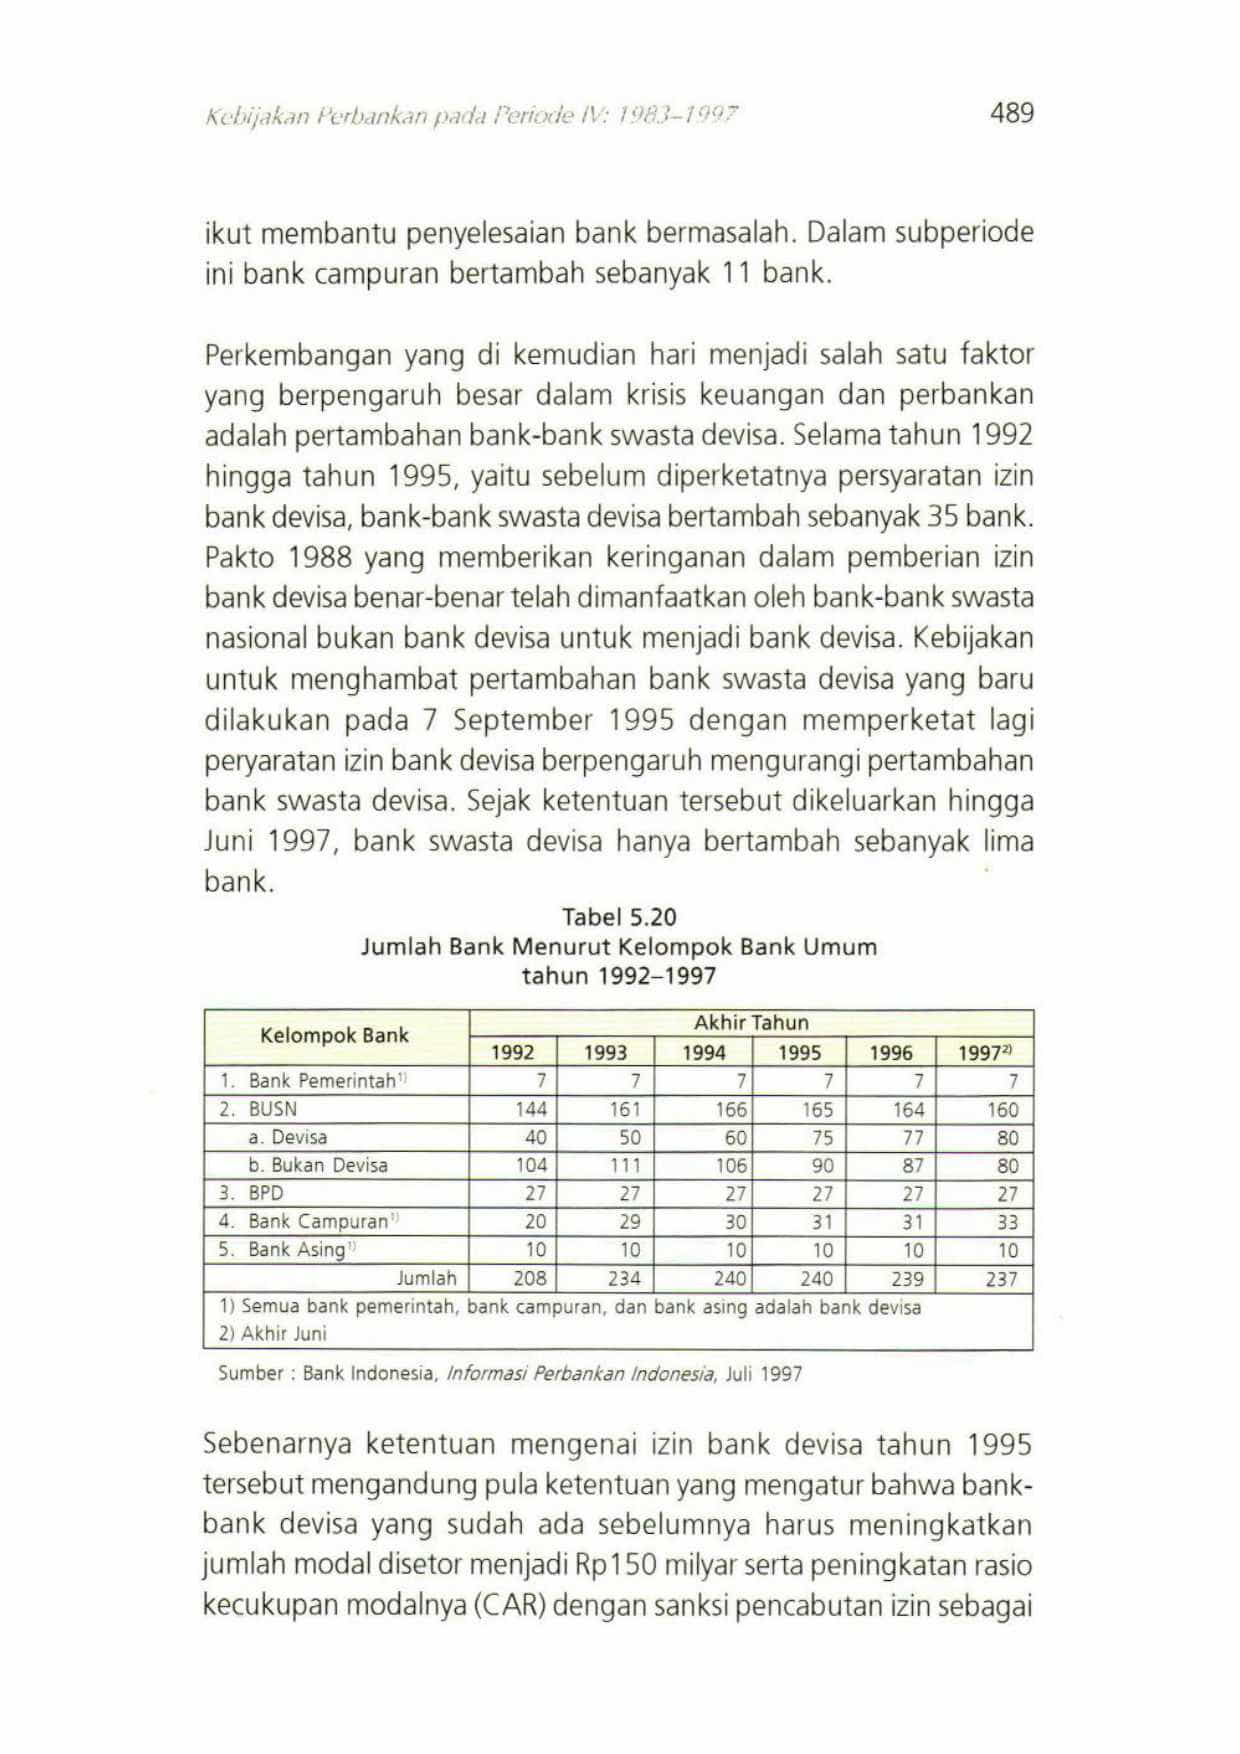 Kebijakan Perbankan pada Periode IV: 1983–1997 489
ikut membantu penyelesaian bank bermasalah. Dalam subperiode
ini bank campuran bertambah sebanyak 11 bank.
Perkembangan yang di kemudian hari menjadi salah satu faktor
yang berpengaruh besar dalam krisis keuangan dan perbankan
adalah pertambahan bank-bank swasta devisa. Selama tahun 1992
hingga tahun 1995, yaitu sebelum diperketatnya persyaratan izin
bank devisa, bank-bank swasta devisa bertambah sebanyak 35 bank.
Pakto 1988 yang memberikan keringanan dalam pemberian izin
bank devisa benar-benar telah dimanfaatkan oleh bank-bank swasta
nasional bukan bank devisa untuk menjadi bank devisa. Kebijakan
untuk menghambat pertambahan bank swasta devisa yang baru
dilakukan pada 7 September 1995 dengan memperketat lagi
peryaratan izin bank devisa berpengaruh mengurangi pertambahan
bank swasta devisa. Sejak ketentuan tersebut dikeluarkan hingga
Juni 1997, bank swasta devisa hanya bertambah sebanyak lima
bank.
Tabel 5.20
Jumlah Bank Menurut Kelompok Bank Umum
tahun 1992–1997
Kelompok Bank Akhir Tahun
1992 1993 1994 1995 1996 1997²⁾
1. Bank Pemerintah¹⁾ 7 7 7 7 7 7
2. BUSN 144 161 166 165 164 160
a. Devisa 40 50 60 75 77 80
b. Bukan Devisa 104 111 106 90 87 80
3. BPD 27 27 27 27 27 27
4. Bank Campuran¹⁾ 20 29 30 31 31 33
5. Bank Asing¹⁾ 10 10 10 10 10 10
Jumlah 208 234 240 240 239 237
1) Semua bank pemerintah, bank campuran, dan bank asing adalah bank devisa
2) Akhir Juni
Sumber : Bank Indonesia, Informasi Perbankan Indonesia, Juli 1997
Sebenarnya ketentuan mengenai izin bank devisa tahun 1995
tersebut mengandung pula ketentuan yang mengatur bahwa bank-
bank devisa yang sudah ada sebelumnya harus meningkatkan
jumlah modal disetor menjadi Rp150 milyar serta peningkatan rasio
kecukupan modalnya (CAR) dengan sanksi pencabutan izin sebagai